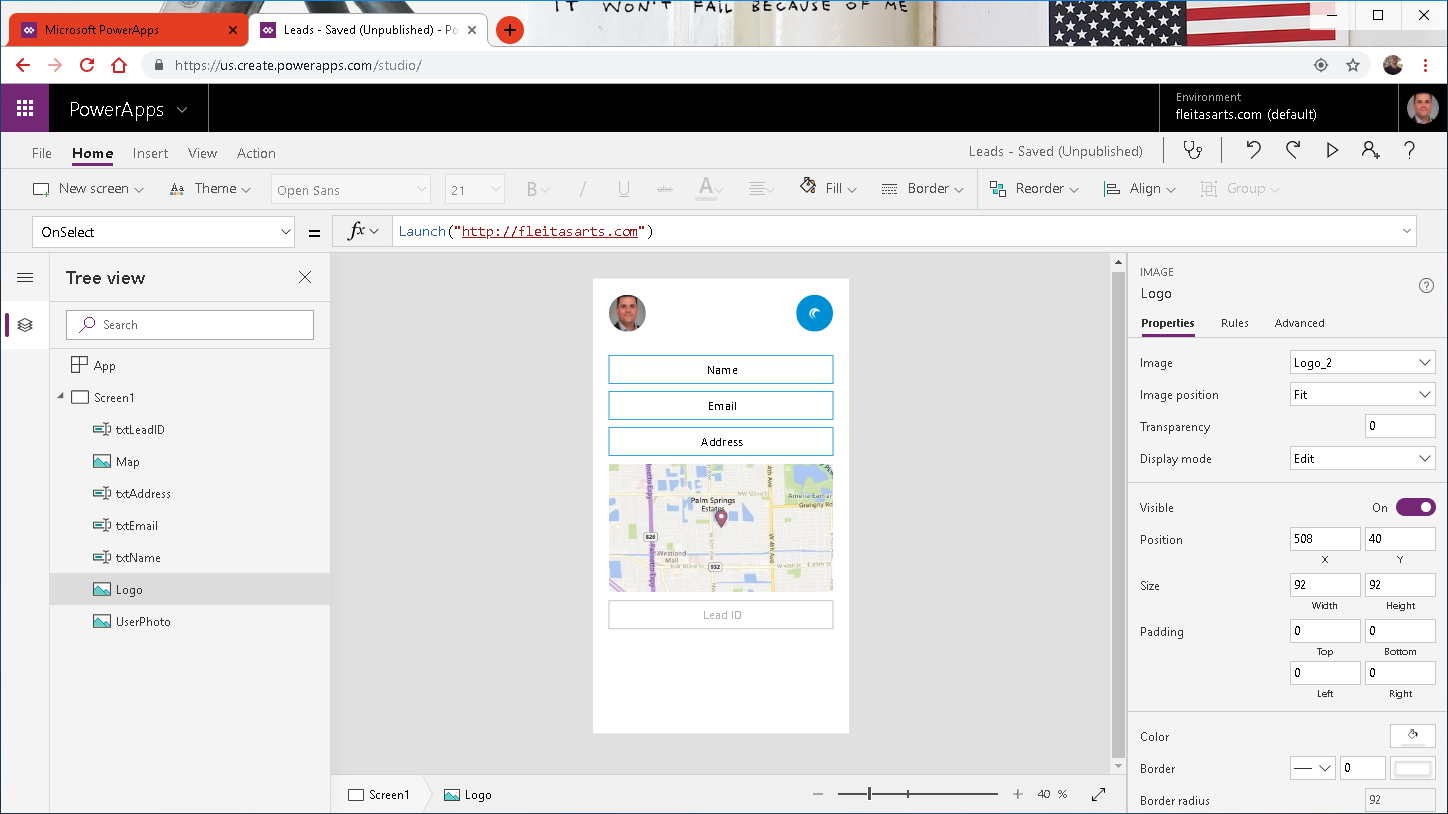 IT WON'T FAIL BECAUSE OF ME
Microsoft PowerApps
Leads - Saved (Unpublished) - Po
https://us.create.powerapps.com/studio/
PowerApps
Environment
fleitasarts.com (default)
File Home Insert View Action
Leads - Saved (Unpublished)
New screen Theme Open Sans 21 B / U abc A Fill Border Reorder Align Group
OnSelect = fx Launch("http://fleitasarts.com")
Tree view
Search
App
Screen1
txtLeadID
Map
txtAddress
txtEmail
txtName
Logo
UserPhoto
Name
Email
Address
Palm Springs
Estates
826
Westland
Mall
932
Lead ID
Screen1 Logo
40 %
IMAGE
Logo
Properties Rules Advanced
Image Logo_2
Image position Fit
Transparency 0
Display mode Edit
Visible On
Position 508 40
X Y
Size 92 92
Width Height
Padding 0 0
Top Bottom
0 0
Left Right
Color
Border 0
Border radius 92